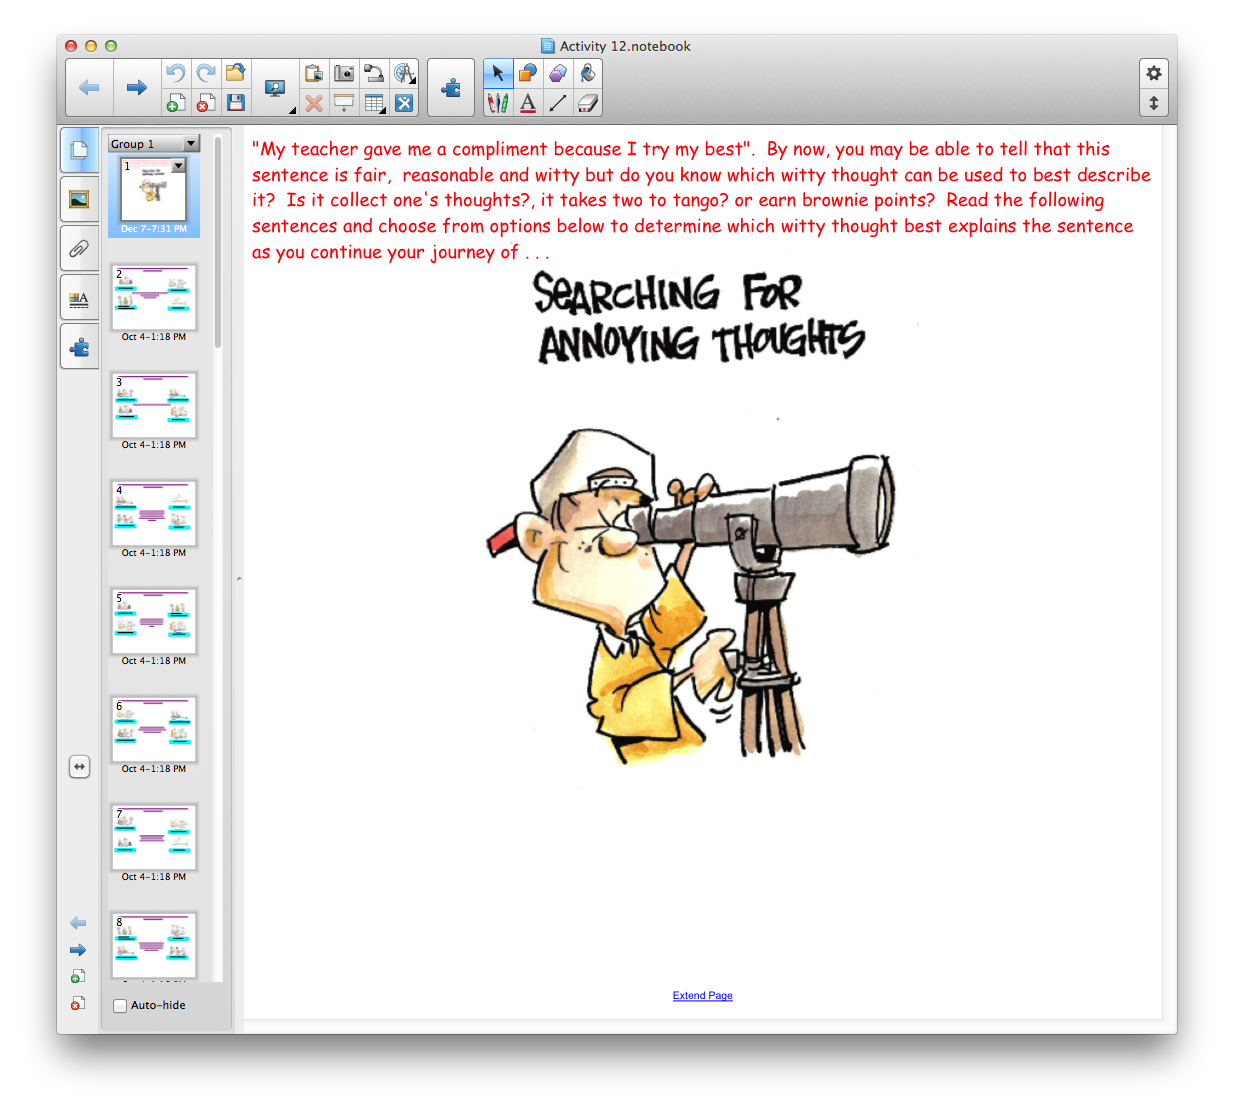 Activity 12.notebook
Group 1
1
Dec 7-7:31 PM
2
Oct 4-1:18 PM
3
Oct 4-1:18 PM
4
Oct 4-1:18 PM
5
Oct 4-1:18 PM
6
Oct 4-1:18 PM
7
Oct 4-1:18 PM
8
Auto-hide
"My teacher gave me a compliment because I try my best". By now, you may be able to tell that this
sentence is fair, reasonable and witty but do you know which witty thought can be used to best describe
it? Is it collect one's thoughts?, it takes two to tango? or earn brownie points? Read the following
sentences and choose from options below to determine which witty thought best explains the sentence
as you continue your journey of . . .
SEARCHING FOR
ANNOYING THOUGHTS
Extend Page